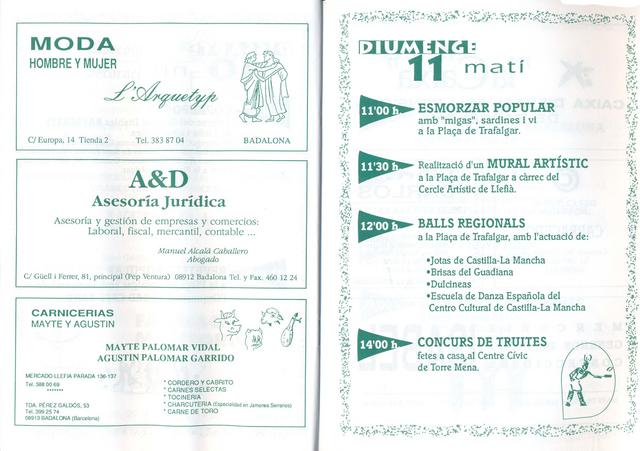 MODA
HOMBRE Y MUJER
L'Arquetyp
C/ Europa, 14 Tienda 2 Tel. 383 87 04 BADALONA
A&D
Asesoría Jurídica
Asesoría y gestión de empresas y comercios:
Laboral, fiscal, mercantil, contable ...
Manuel Alcalá Caballero
Abogado
C/ Güell i Ferrer, 81, principal (Pep Ventura) 08912 Badalona Tel. y Fax. 460 12 24
CARNICERIAS
MAYTE Y AGUSTIN
MAYTE PALOMAR VIDAL
AGUSTIN PALOMAR GARRIDO
MERCADO LLEFIA PARADA 136-137
Tel. 388 00 69
*******
TDA. PÉREZ GALDÓS, 53
Tel. 399 25 74
08913 BADALONA (Barcelona)
* CORDERO Y CABRITO
* CARNES SELECTAS
* TOCINERIA
* CHARCUTERIA (Especialidad en Jamones Serranos)
* CARNE DE TORO
DIUMENGE
11 matí
11'00 h. ESMORZAR POPULAR
amb "migas", sardines i vi
a la Plaça de Trafalgar.
11'30 h. Realització d'un MURAL ARTÍSTIC
a la Plaça de Trafalgar a càrrec del
Cercle Artístic de Llefià.
12'00 h. BALLS REGIONALS
a la Plaça de Trafalgar, amb l'actuació de:
•Jotas de Castilla-La Mancha
•Brisas del Guadiana
•Dulcineas
•Escuela de Danza Española del
Centro Cultural de Castilla-La Mancha
14'00 h. CONCURS DE TRUITES
fetes a casa,al Centre Cívic
de Torre Mena.